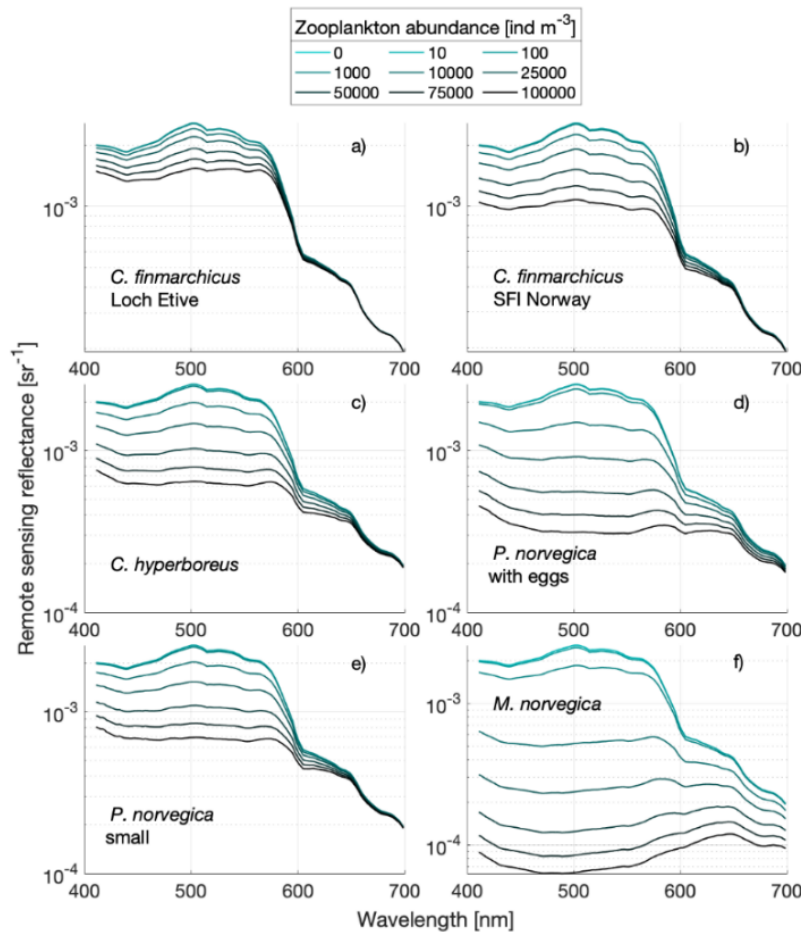 Zooplankton abundance [ind m⁻³]
0 10 100
1000 10000 25000
50000 75000 100000
Remote sensing reflectance [sr⁻¹]
a)
10⁻³
C. finmarchicus
Loch Etive
400 500 600 700
b)
10⁻³
C. finmarchicus
SFI Norway
400 500 600 700
c)
10⁻³
C. hyperboreus
10⁻⁴
400 500 600 700
d)
10⁻³
P. norvegica
with eggs
10⁻⁴
400 500 600 700
e)
10⁻³
P. norvegica
small
10⁻⁴
400 500 600 700
f)
10⁻³
M. norvegica
10⁻⁴
400 500 600 700
Wavelength [nm]